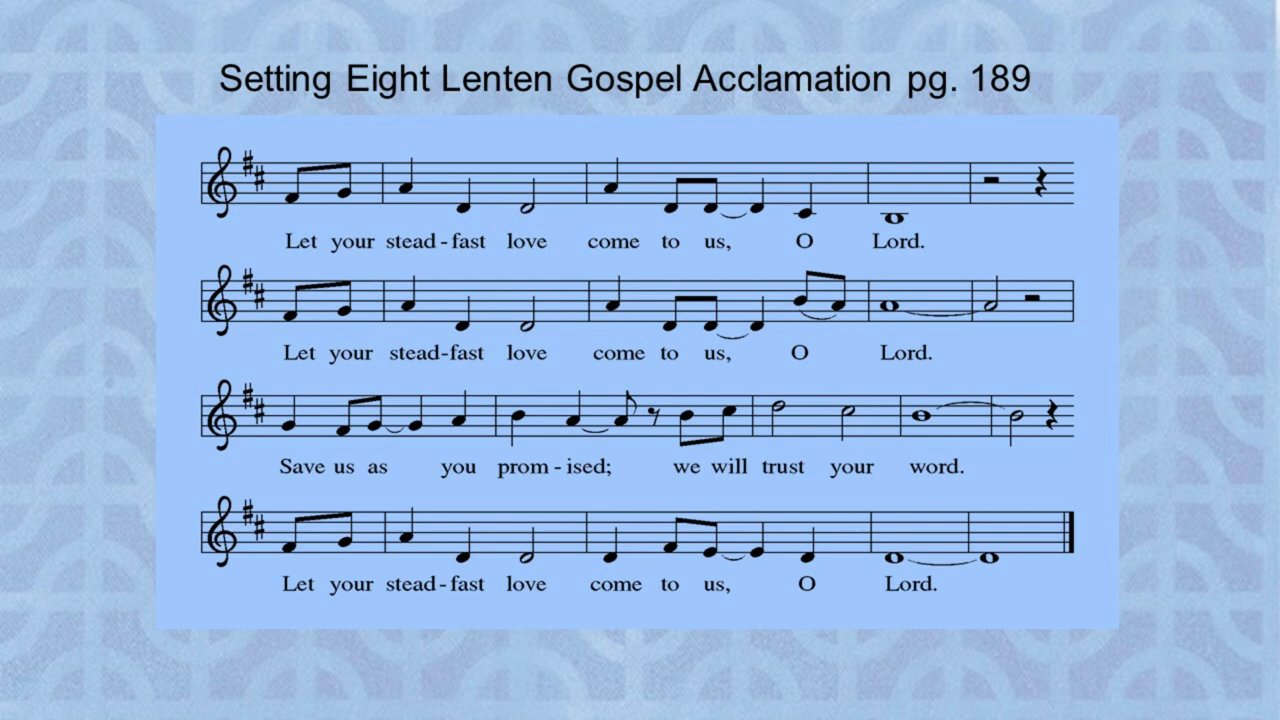 Setting Eight Lenten Gospel Acclamation pg. 189
Let your stead - fast love come to us, O Lord.
Let your stead - fast love come to us, O Lord.
Save us as you prom - ised; we will trust your word.
Let your stead - fast love come to us, O Lord.